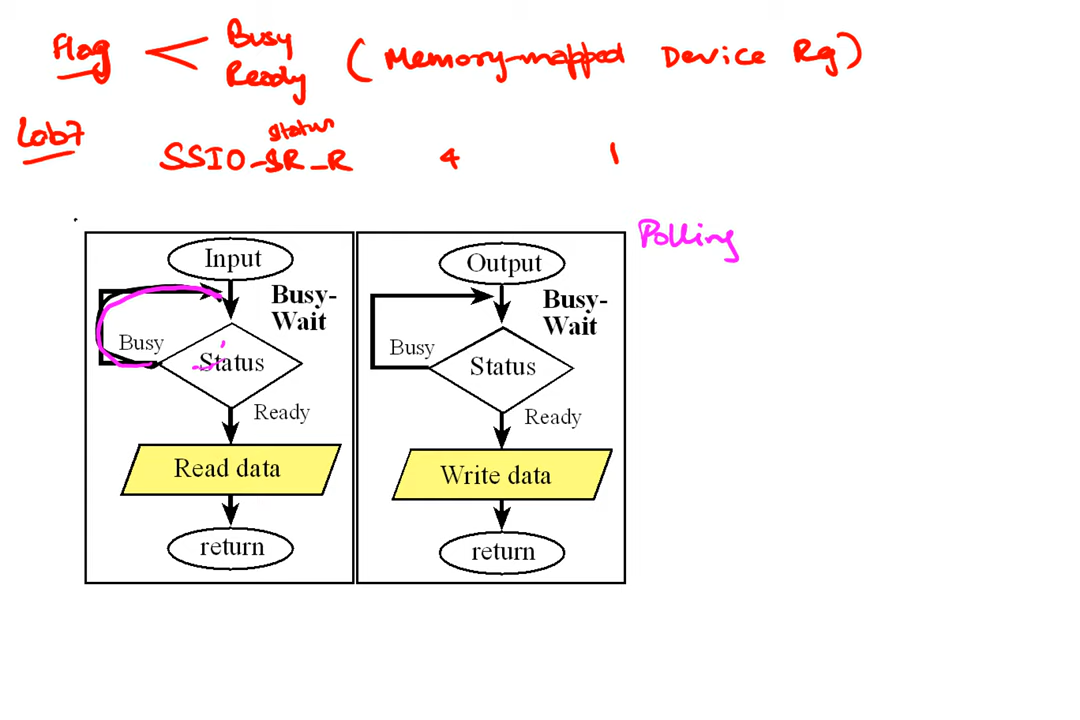 Flag < Busy
Ready (Memory-mapped Device Rg)
Lab7
status
SSI0_SR_R 4 1
Polling
Input
Busy-
Wait
Busy
Status
Ready
Read data
return
Output
Busy-
Wait
Busy
Status
Ready
Write data
return